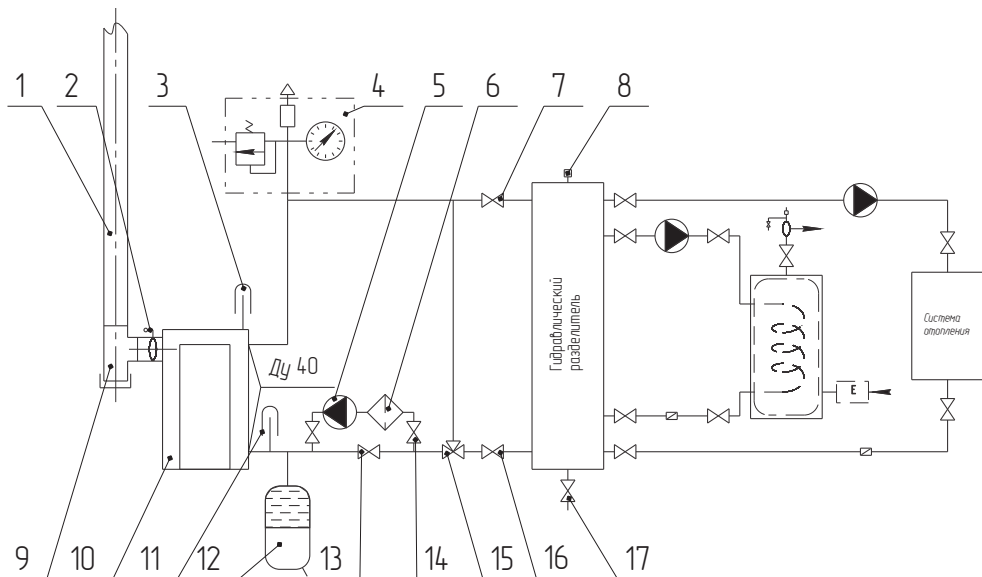 1 2 3 4 5 6 7 8
Ду 40
Гидравлический
разделитель
Система
отопления
E
9 10 11 12 13 14 15 16 17